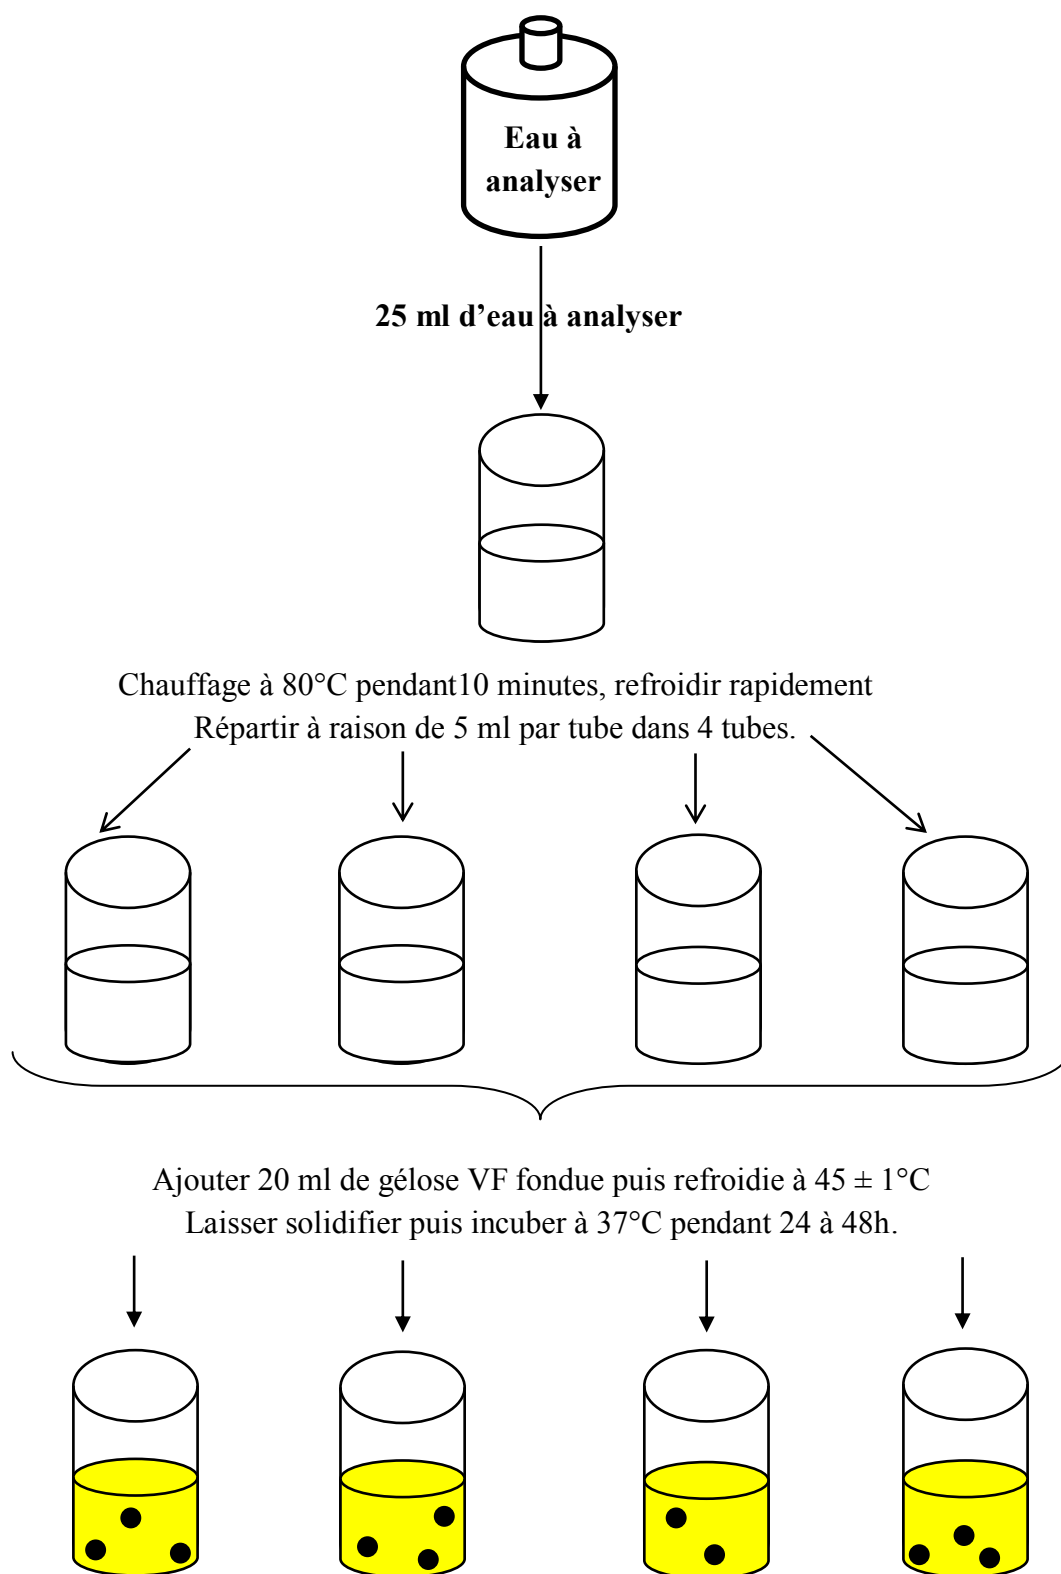 Eau à
analyser
25 ml d’eau à analyser
Chauffage à 80°C pendant10 minutes, refroidir rapidement
Répartir à raison de 5 ml par tube dans 4 tubes.
Ajouter 20 ml de gélose VF fondue puis refroidie à 45 ± 1°C
Laisser solidifier puis incuber à 37°C pendant 24 à 48h.